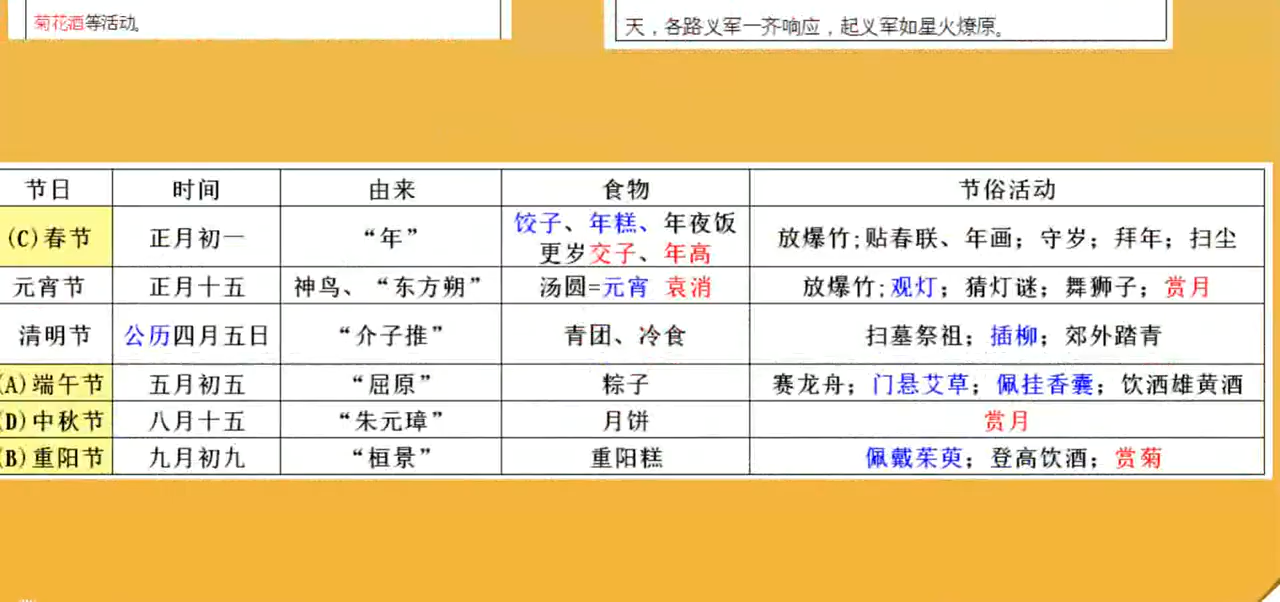 菊花酒等活动。
天，各路义军一齐响应，起义军如星火燎原。
节日 时间 由来 食物 节俗活动
(C)春节 正月初一 “年” 饺子、年糕、年夜饭 放爆竹;贴春联、年画；守岁；拜年；扫尘
更岁交子、年高
元宵节 正月十五 神鸟、“东方朔” 汤圆=元宵 袁消 放爆竹;观灯；猜灯谜；舞狮子；赏月
清明节 公历四月五日 “介子推” 青团、冷食 扫墓祭祖；插柳；郊外踏青
(A)端午节 五月初五 “屈原” 粽子 赛龙舟；门悬艾草；佩挂香囊；饮洒雄黄酒
(D)中秋节 八月十五 “朱元璋” 月饼 赏月
(B)重阳节 九月初九 “桓景” 重阳糕 佩戴茱萸；登高饮酒；赏菊